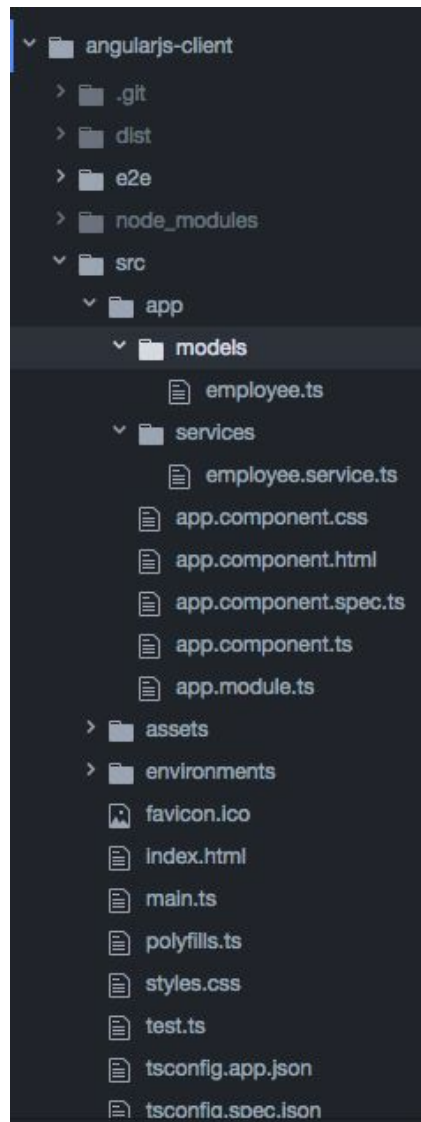 angularjs-client
.git
dist
e2e
node_modules
src
app
models
employee.ts
services
employee.service.ts
app.component.css
app.component.html
app.component.spec.ts
app.component.ts
app.module.ts
assets
environments
favicon.ico
index.html
main.ts
polyfills.ts
styles.css
test.ts
tsconfig.app.json
tsconfig.spec.json